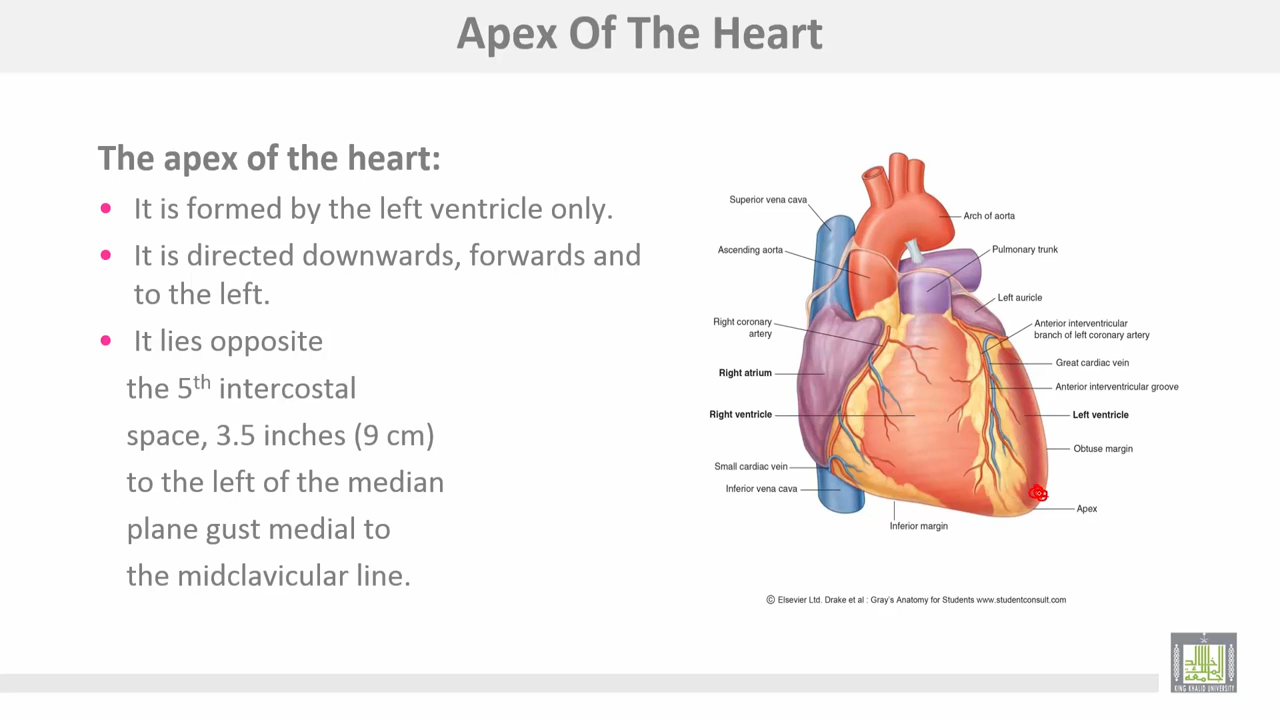 Apex Of The Heart
The apex of the heart:
• It is formed by the left ventricle only.
• It is directed downwards, forwards and
to the left.
• It lies opposite
the 5th intercostal
space, 3.5 inches (9 cm)
to the left of the median
plane gust medial to
the midclavicular line.
Superior vena cava
Arch of aorta
Ascending aorta
Pulmonary trunk
Left auricle
Right coronary
artery
Anterior interventricular
branch of left coronary artery
Great cardiac vein
Right atrium
Anterior interventricular groove
Right ventricle
Left ventricle
Obtuse margin
Small cardiac vein
Inferior vena cava
Apex
Inferior margin
© Elsevier Ltd. Drake et al : Gray's Anatomy for Students www.studentconsult.com
KING KHALID UNIVERSITY